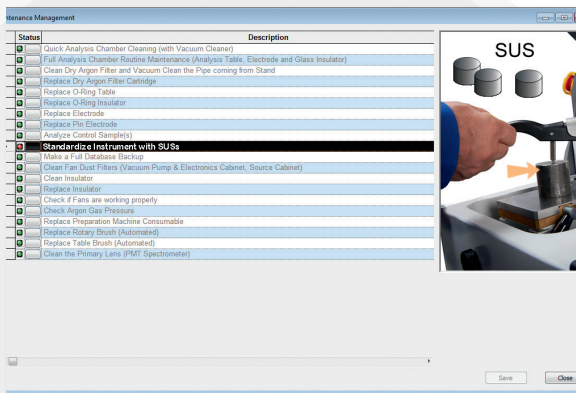 ntenance Management
Status Description
Quick Analysis Chamber Cleaning (with Vacuum Cleaner)
Full Analysis Chamber Routine Maintenance (Analysis Table, Electrode and Glass Insulator)
Clean Dry Argon Filter and Vacuum Clean the Pipe coming from Stand
Replace Dry Argon Filter Cartridge
Replace O-Ring Table
Replace O-Ring Insulator
Replace Electrode
Replace Pin Electrode
Analyze Control Sample(s)
Standardize Instrument with SUSs
Make a Full Database Backup
Clean Fan Dust Filters (Vacuum Pump & Electronics Cabinet, Source Cabinet)
Clean Insulator
Replace Insulator
Check if Fans are working properly
Check Argon Gas Pressure
Replace Preparation Machine Consumable
Replace Rotary Brush (Automated)
Replace Table Brush (Automated)
Clean the Primary Lens (PMT Spectrometer)
SUS
Save Close